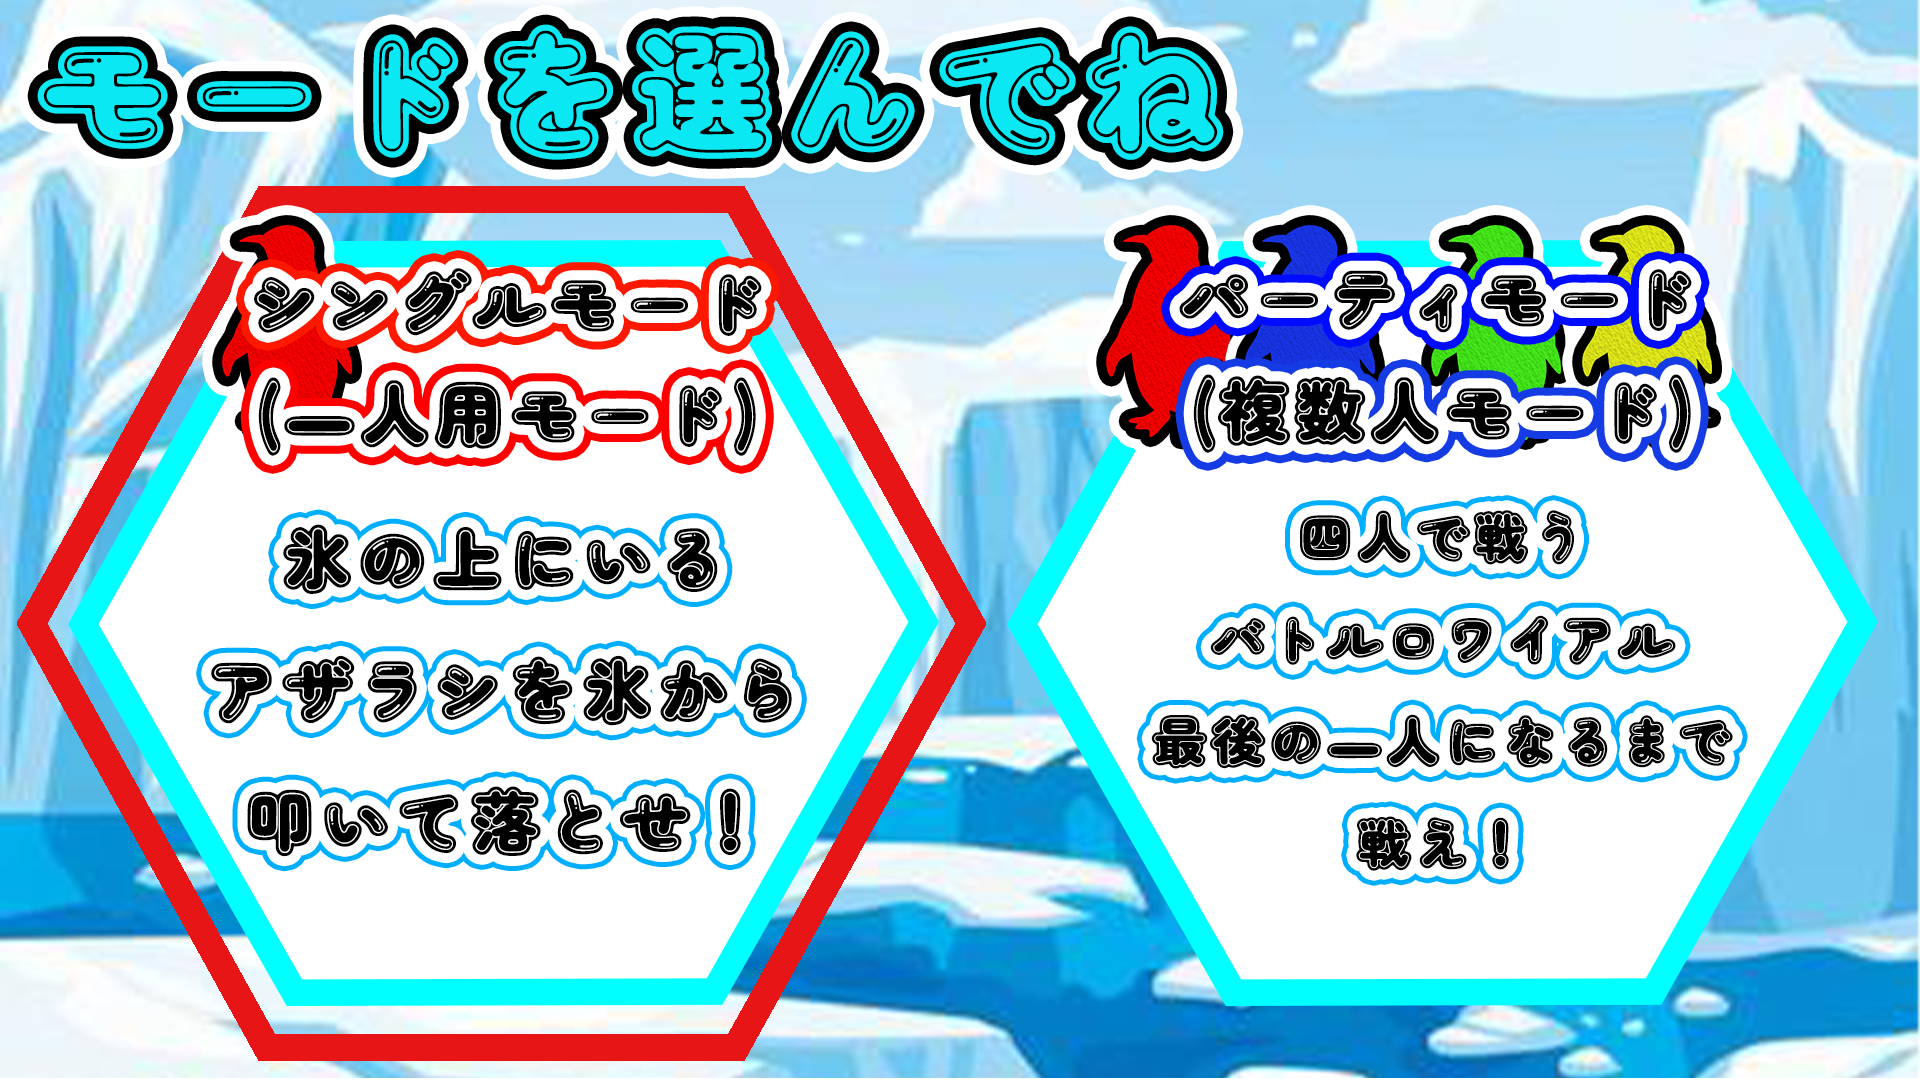 モードを選んでね
シングルモード
(一人用モード)
氷の上にいる
アザラシを氷から
叩いて落とせ！
パーティモード
(複数人モード)
四人で戦う
バトルロワイアル
最後の一人になるまで
戦え！